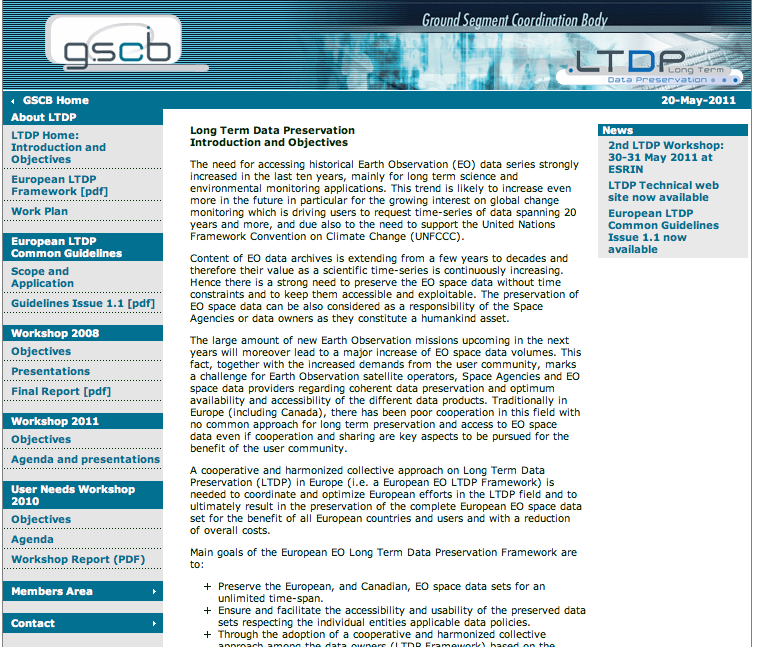 Ground Segment Coordination Body
gscb
LTDP
Long Term
Data Preservation
GSCB Home
20-May-2011
About LTDP
LTDP Home:
Introduction and
Objectives
European LTDP
Framework [pdf]
Work Plan
European LTDP
Common Guidelines
Scope and
Application
Guidelines Issue 1.1 [pdf]
Workshop 2008
Objectives
Presentations
Final Report [pdf]
Workshop 2011
Objectives
Agenda and presentations
User Needs Workshop
2010
Objectives
Agenda
Workshop Report (PDF)
Members Area
Contact
Long Term Data Preservation
Introduction and Objectives
The need for accessing historical Earth Observation (EO) data series strongly
increased in the last ten years, mainly for long term science and
environmental monitoring applications. This trend is likely to increase even
more in the future in particular for the growing interest on global change
monitoring which is driving users to request time-series of data spanning 20
years and more, and due also to the need to support the United Nations
Framework Convention on Climate Change (UNFCCC).
Content of EO data archives is extending from a few years to decades and
therefore their value as a scientific time-series is continuously increasing.
Hence there is a strong need to preserve the EO space data without time
constraints and to keep them accessible and exploitable. The preservation of
EO space data can be also considered as a responsibility of the Space
Agencies or data owners as they constitute a humankind asset.
The large amount of new Earth Observation missions upcoming in the next
years will moreover lead to a major increase of EO space data volumes. This
fact, together with the increased demands from the user community, marks
a challenge for Earth Observation satellite operators, Space Agencies and EO
space data providers regarding coherent data preservation and optimum
availability and accessibility of the different data products. Traditionally in
Europe (including Canada), there has been poor cooperation in this field with
no common approach for long term preservation and access to EO space
data even if cooperation and sharing are key aspects to be pursued for the
benefit of the user community.
A cooperative and harmonized collective approach on Long Term Data
Preservation (LTDP) in Europe (i.e. a European EO LTDP Framework) is
needed to coordinate and optimize European efforts in the LTDP field and to
ultimately result in the preservation of the complete European EO space data
set for the benefit of all European countries and users and with a reduction
of overall costs.
Main goals of the European EO Long Term Data Preservation Framework are
to:
+ Preserve the European, and Canadian, EO space data sets for an
unlimited time-span.
+ Ensure and facilitate the accessibility and usability of the preserved data
sets respecting the individual entities applicable data policies.
+ Through the adoption of a cooperative and harmonized collective
approach among the data owners (LTDP Framework) based on the
News
2nd LTDP Workshop:
30-31 May 2011 at
ESRIN
LTDP Technical web
site now available
European LTDP
Common Guidelines
Issue 1.1 now
available